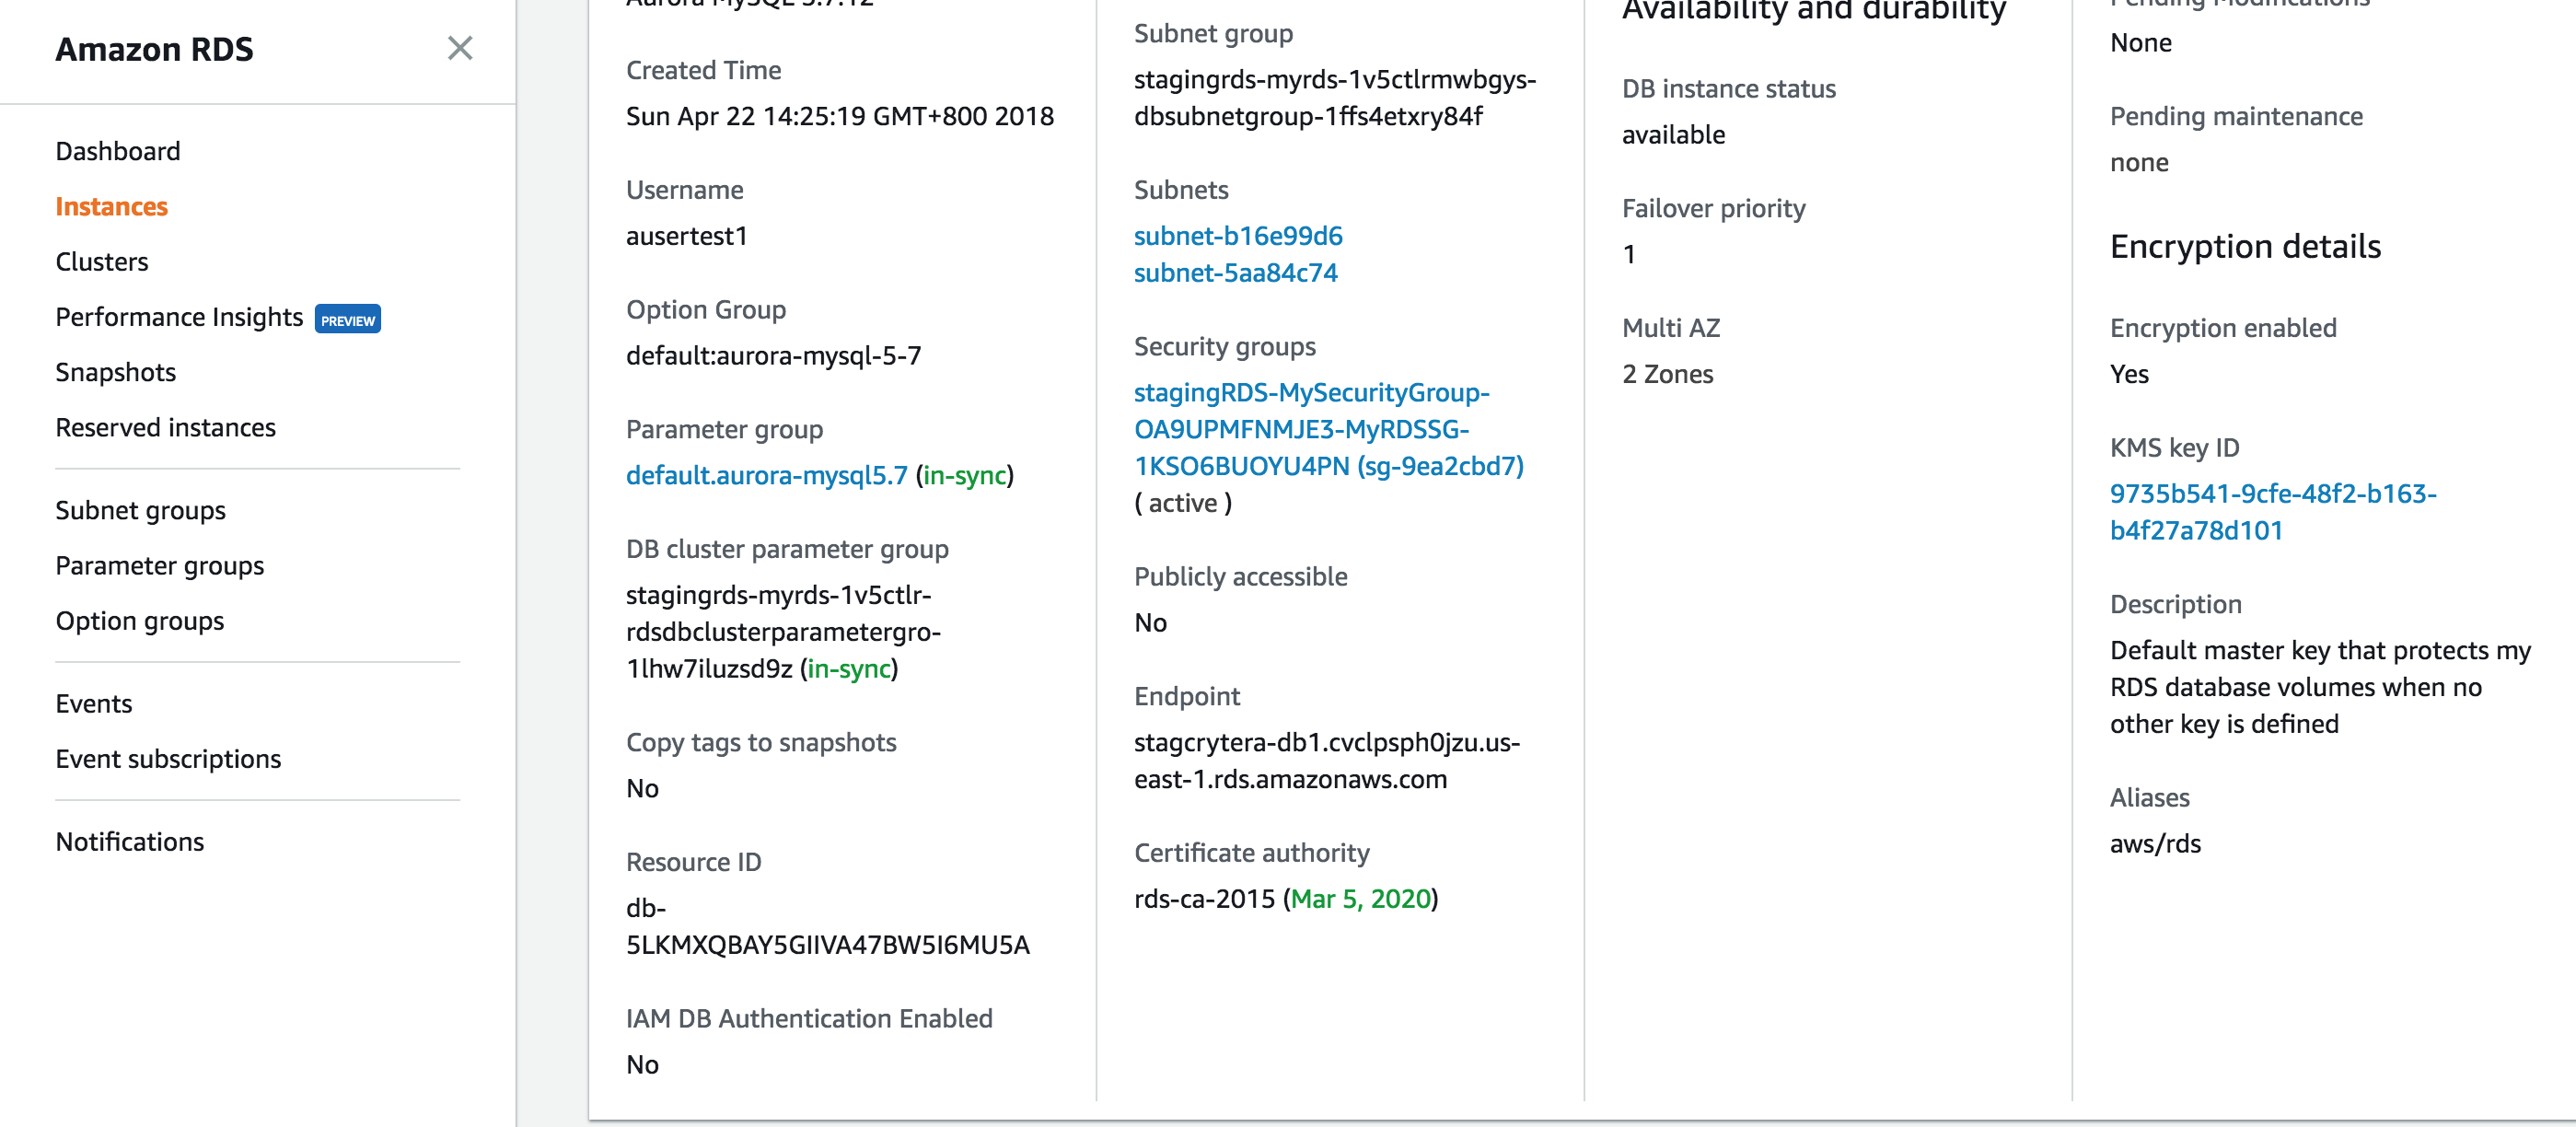 Amazon RDS
Dashboard
Instances
Clusters
Performance Insights PREVIEW
Snapshots
Reserved instances
Subnet groups
Parameter groups
Option groups
Events
Event subscriptions
Notifications
Aurora MySQL 5.7.12
Created Time
Sun Apr 22 14:25:19 GMT+800 2018
Username
ausertest1
Option Group
default:aurora-mysql-5-7
Parameter group
default.aurora-mysql5.7 (in-sync)
DB cluster parameter group
stagingrds-myrds-1v5ctlr-
rdsdbclusterparametergro-
1lhw7iluzsd9z (in-sync)
Copy tags to snapshots
No
Resource ID
db-
5LKMXQBAY5GIIVA47BW5I6MU5A
IAM DB Authentication Enabled
No
Subnet group
stagingrds-myrds-1v5ctlrmwbgys-
dbsubnetgroup-1ffs4etxry84f
Subnets
subnet-b16e99d6
subnet-5aa84c74
Security groups
stagingRDS-MySecurityGroup-
OA9UPMFNMJE3-MyRDSSG-
1KSO6BUOYU4PN (sg-9ea2cbd7)
( active )
Publicly accessible
No
Endpoint
stagcrytera-db1.cvclpsph0jzu.us-
east-1.rds.amazonaws.com
Certificate authority
rds-ca-2015 (Mar 5, 2020)
Availability and durability
DB instance status
available
Failover priority
1
Multi AZ
2 Zones
Pending Modifications
None
Pending maintenance
none
Encryption details
Encryption enabled
Yes
KMS key ID
9735b541-9cfe-48f2-b163-
b4f27a78d101
Description
Default master key that protects my
RDS database volumes when no
other key is defined
Aliases
aws/rds